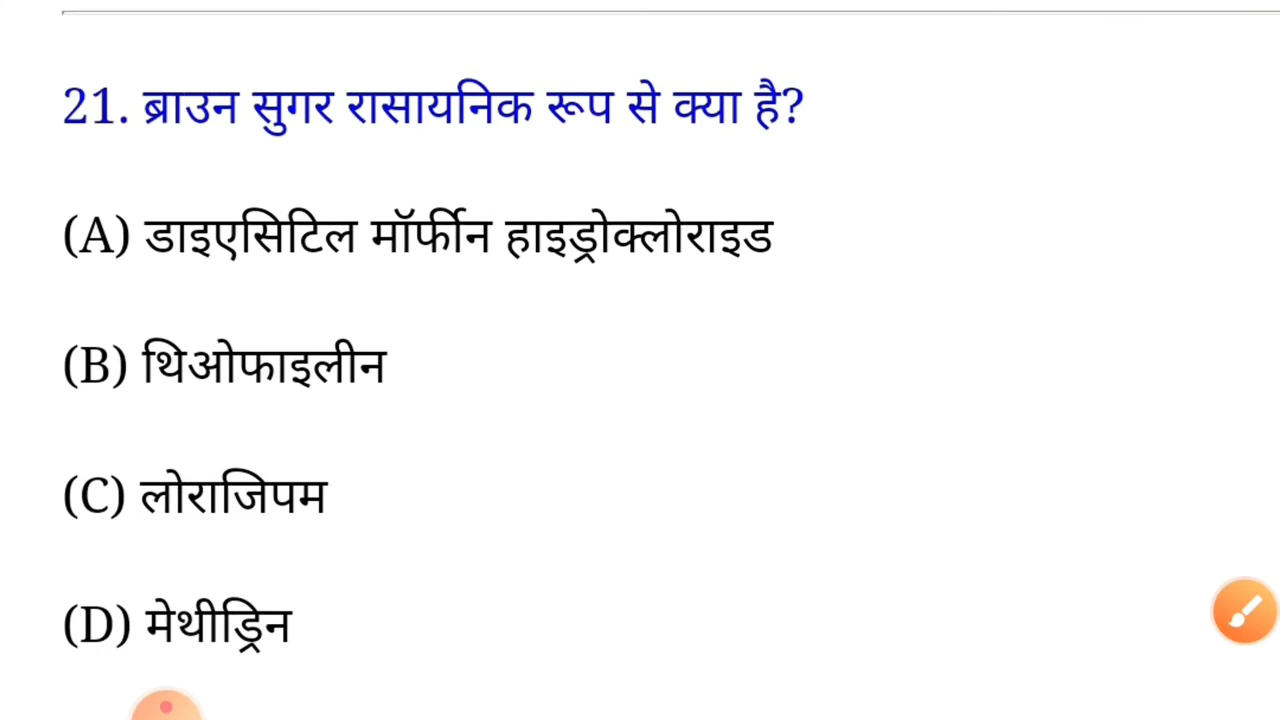 21. ब्राउन सुगर रासायनिक रूप से क्या है?
(A) डाइएसिटिल मॉर्फीन हाइड्रोक्लोराइड
(B) थिओफाइलीन
(C) लोराजिपम
(D) मेथीड्रिन